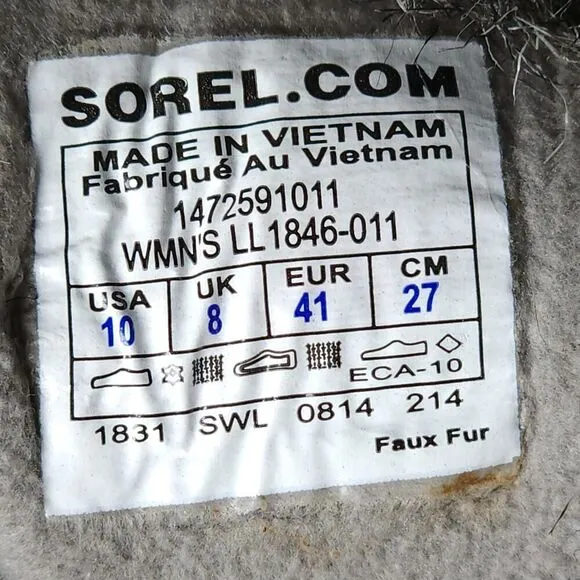 SOREL.COM
MADE IN VIETNAM
Fabriqué Au Vietnam
1472591011
WMN'S LL1846-011
USA UK EUR CM
10 8 41 27
ECA-10
1831 SWL 0814 214
Faux Fur